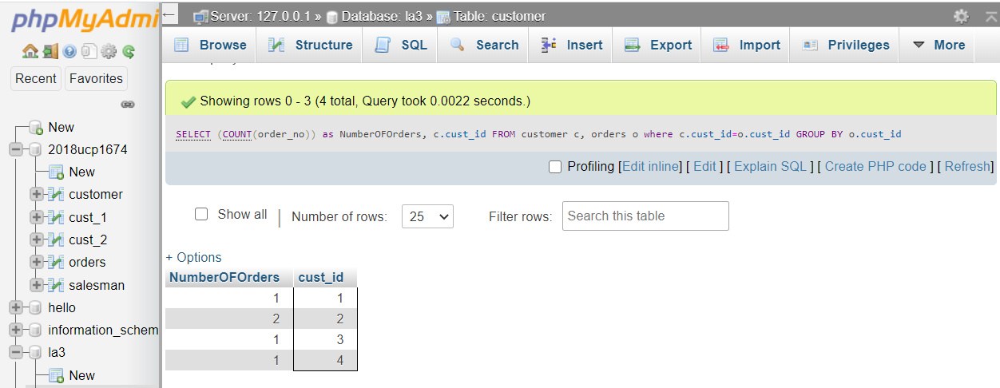 phpMyAdmi
Recent Favorites
New
2018ucp1674
New
customer
cust_1
cust_2
orders
salesman
hello
information_schem
la3
New
Server: 127.0.0.1 » Database: la3 » Table: customer
Browse Structure SQL Search Insert Export Import Privileges More
Showing rows 0 - 3 (4 total, Query took 0.0022 seconds.)
SELECT (COUNT(order_no)) as NumberOFOrders, c.cust_id FROM customer c, orders o where c.cust_id=o.cust_id GROUP BY o.cust_id
Profiling [Edit inline] [ Edit ] [ Explain SQL ] [ Create PHP code ] [ Refresh]
Show all | Number of rows: 25 Filter rows: Search this table
+ Options
NumberOFOrders cust_id
1 1
2 2
1 3
1 4